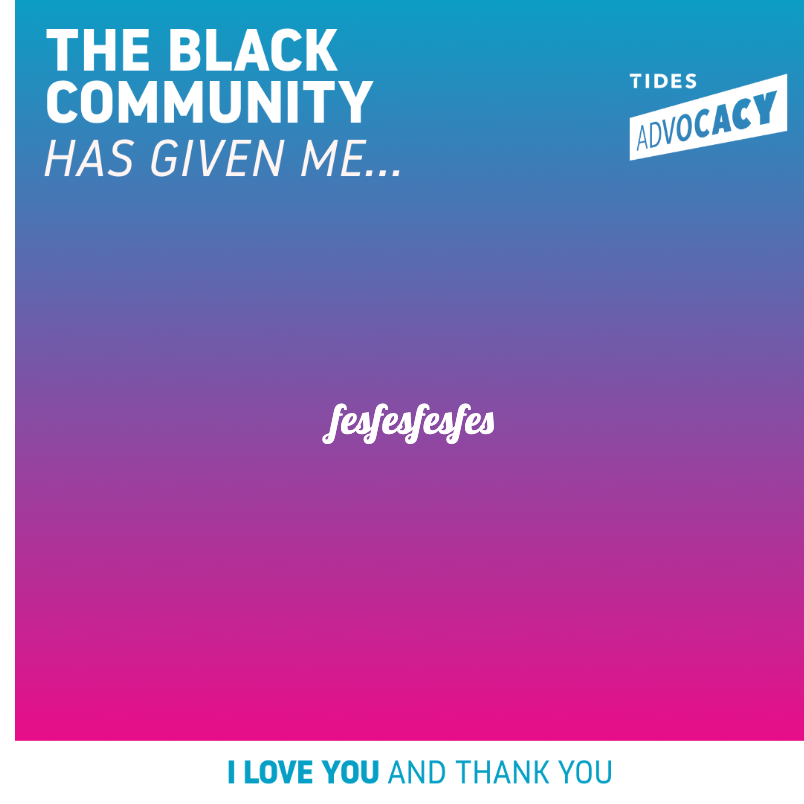 THE BLACK
COMMUNITY
HAS GIVEN ME...
TIDES
ADVOCACY
fesfesfesfes
I LOVE YOU AND THANK YOU